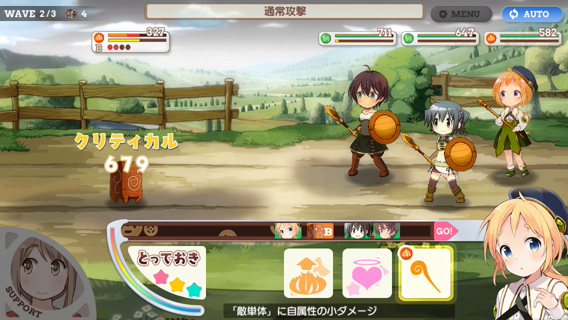 WAVE 2/3 4
通常攻撃
MENU
AUTO
327
B
711
647
582
クリティカル
679
B
GO!
とっておき
SUPPORT
「敵単体」に自属性の小ダメージ